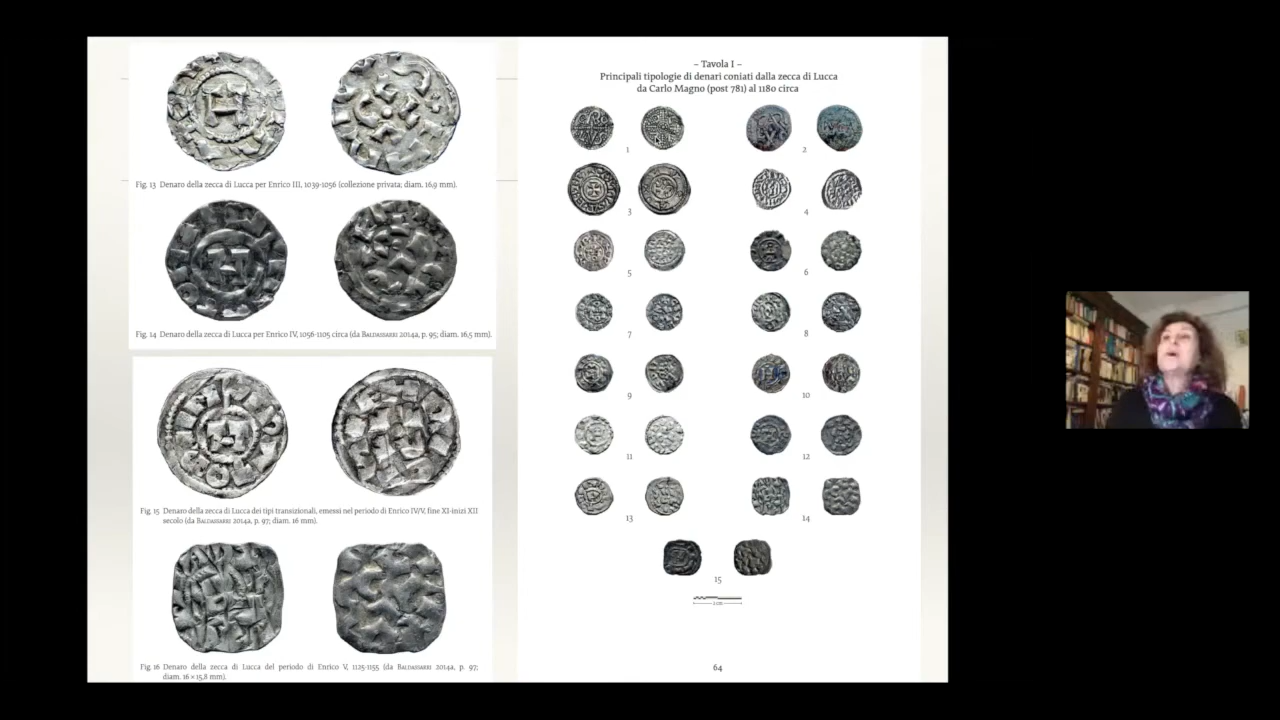 Fig. 13 Denaro della zecca di Lucca per Enrico III, 1039-1056 (collezione privata; diam. 16,9 mm).
Fig. 14 Denaro della zecca di Lucca per Enrico IV, 1056-1105 circa (da Baldassarri 2014a, p. 95; diam. 16,5 mm).
Fig. 15 Denaro della zecca di Lucca dei tipi transizionali, emessi nel periodo di Enrico IV/V, fine XI-inizi XII
secolo (da Baldassarri 2014a, p. 97; diam. 16 mm).
Fig. 16 Denaro della zecca di Lucca del periodo di Enrico V, 1125-1155 (da Baldassarri 2014a, p. 97;
diam. 16 × 15,8 mm).
– Tavola I –
Principali tipologie di denari coniati dalla zecca di Lucca
da Carlo Magno (post 781) al 1180 circa
1 2
3 4
5 6
7 8
9 10
11 12
13 14
15
64